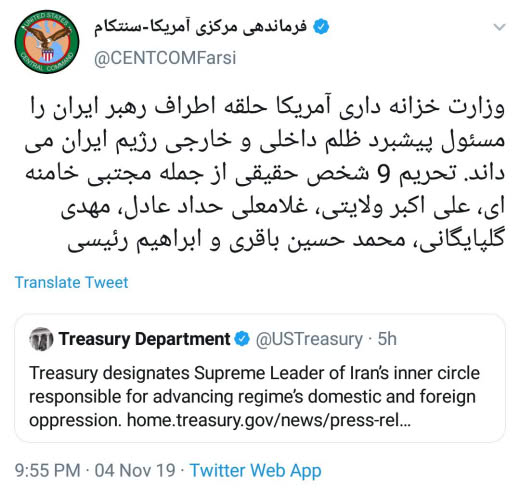 UNITED STATES
CENTRAL COMMAND
فرماندهی مرکزی آمریکا-سنتکام
@CENTCOMFarsi
وزارت خزانه داری آمریکا حلقه اطراف رهبر ایران را
مسئول پیشبرد ظلم داخلی و خارجی رژیم ایران می
داند. تحریم 9 شخص حقیقی از جمله مجتبی خامنه
ای، علی اکبر ولایتی، غلامعلی حداد عادل، مهدی
گلپایگانی، محمد حسین باقری و ابراهیم رئیسی
Translate Tweet
Treasury Department @USTreasury · 5h
Treasury designates Supreme Leader of Iran's inner circle
responsible for advancing regime's domestic and foreign
oppression. home.treasury.gov/news/press-rel...
9:55 PM · 04 Nov 19 · Twitter Web App